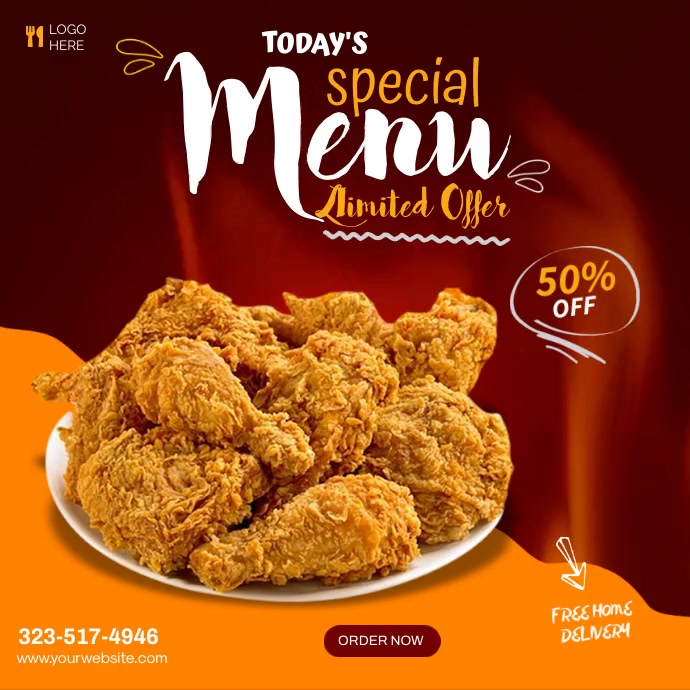 LOGO
HERE
TODAY'S
special
Menu
Limited Offer
50%
OFF
FREE HOME
DELIVERY
323-517-4946
www.yourwebsite.com
ORDER NOW